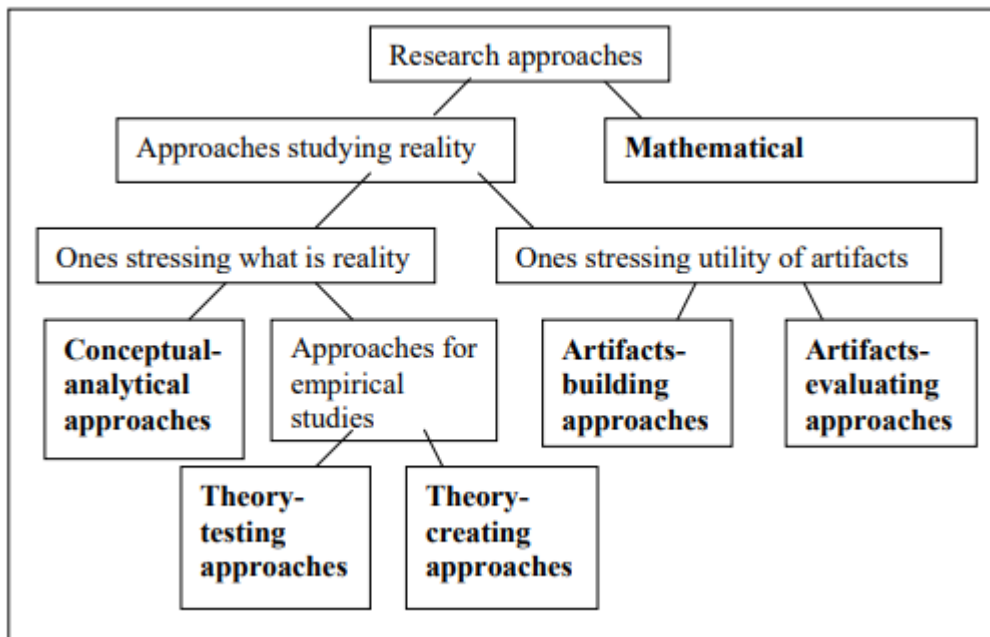 Research approaches
Approaches studying reality
Mathematical
Ones stressing what is reality
Ones stressing utility of artifacts
Conceptual-
analytical
approaches
Approaches for
empirical
studies
Artifacts-
building
approaches
Artifacts-
evaluating
approaches
Theory-
testing
approaches
Theory-
creating
approaches